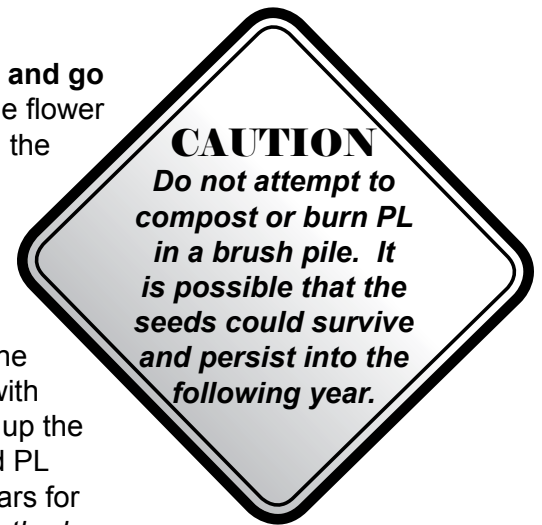 and go
e flower
the
CAUTION
Do not attempt to
compost or burn PL
in a brush pile. It
is possible that the
seeds could survive
and persist into the
following year.
ne
with
up the
d PL
ars for